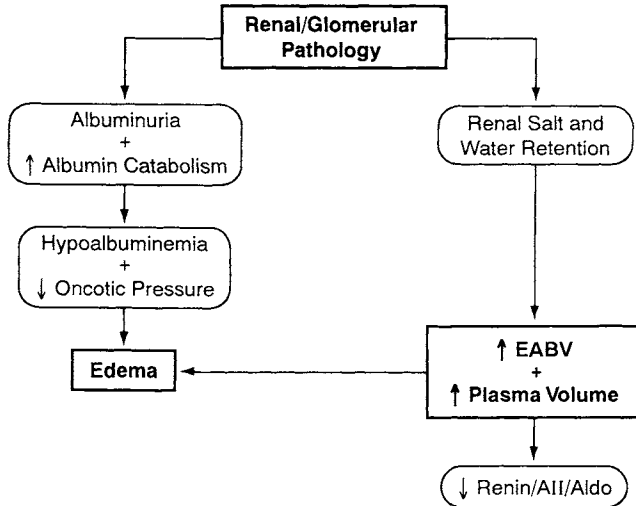 Renal/Glomerular
Pathology
Albuminuria
+
↑ Albumin Catabolism
Renal Salt and
Water Retention
Hypoalbuminemia
+
↓ Oncotic Pressure
Edema
↑ EABV
+
↑ Plasma Volume
↓ Renin/AII/Aldo